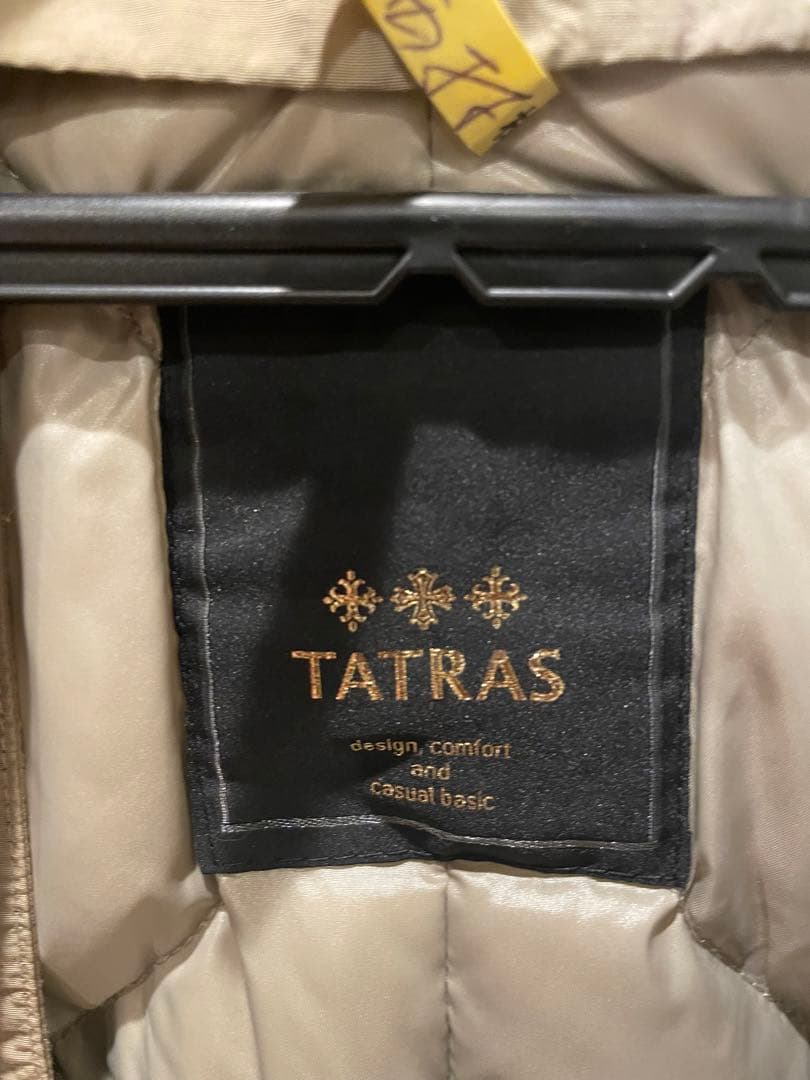 TATRAS
design, comfort
and
casual basic